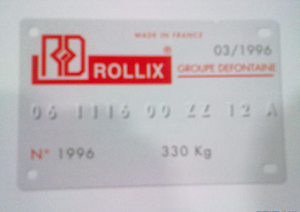 MADE IN FRANCE
03/1996
ROLLIX ®
GROUPE DEFONTAINE
06 1116 00 ZZ 12 A
N° 1996 330 Kg